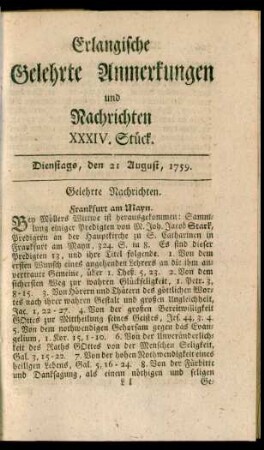 Erlangische
Gelehrte Anmerkungen
und
Nachrichten
XXXIV. Stück.
Dienstags, den 21 August, 1759.
Gelehrte Nachrichten.
Frankfurt am Mayn.
Bey Möllers Wittwe ist herausgekommen: Samm-
lung einiger Predigten von M. Joh. Jacob Stark,
Predigern an der Hauptkirche zu S. Catharinen in
Frankfurt am Mayn, 324. S. in 8. Es sind dieser
Predigten 13, und ihre Titel folgende. 1. Von dem
ersten Wunsch eines angehenden Lehrers an die ihm an-
vertraute Gemeine, über 1. Thess. 5, 23. 2. Von dem
sichersten Weg zur wahren Glückseligkeit, 1. Petr. 3,
8-15. 3. Von Hörern und Thätern des göttlichen Wor-
tes nach ihrer wahren Gestalt und großen Ungleichheit,
Jac. 1, 22-27. 4. Von der großen Bereitwilligkeit
GOttes zur Mittheilung seines Geistes, Jes. 44, 3. 4.
5. Von dem nothwendigen Gehorsam gegen das Evan-
gelium, 1. Kor. 15, 1-10. 6. Von der Unveränderlich-
keit des Raths GOttes von der Menschen Seligkeit,
Gal. 3, 15-22. 7. Von der hohen Nothwendigkeit eines
heiligen Lebens, Gal. 5, 16-24. 8. Von der Fürbitte
und Danksagung, als einem nöthigen und seligen
L l Ge-